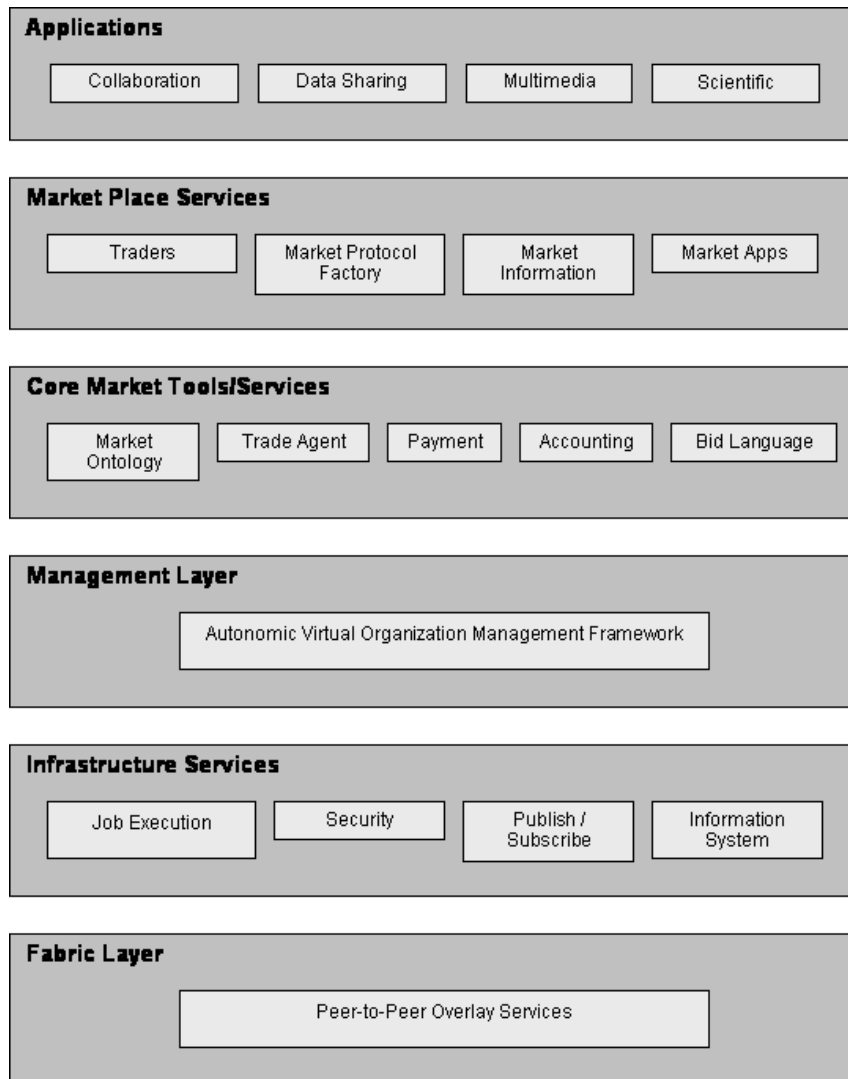 Applications
Collaboration
Data Sharing
Multimedia
Scientific
Market Place Services
Traders
Market Protocol
Factory
Market
Information
Market Apps
Core Market Tools/Services
Market
Ontology
Trade Agent
Payment
Accounting
Bid Language
Management Layer
Autonomic Virtual Organization Management Framework
Infrastructure Services
Job Execution
Security
Publish /
Subscribe
Information
System
Fabric Layer
Peer-to-Peer Overlay Services